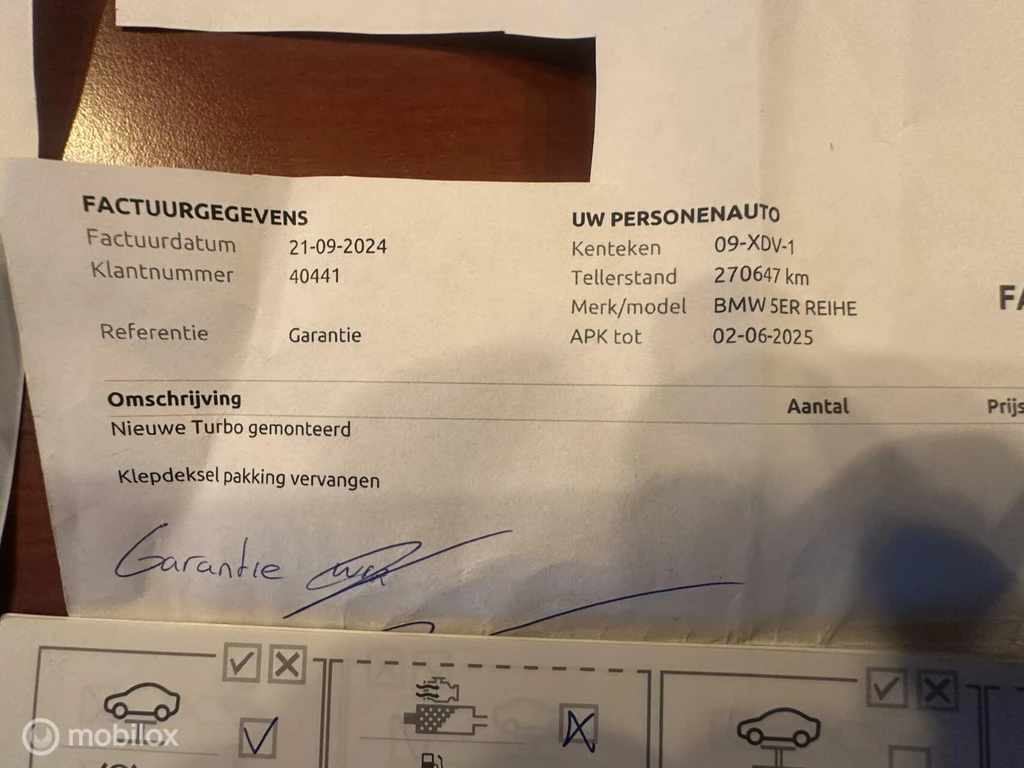 FACTUURGEGEVENS
Factuurdatum 21-09-2024
Klantnummer 40441
Referentie Garantie
UW PERSONENAUTO
Kenteken 09-XDV-1
Tellerstand 270647 km
Merk/model BMW 5ER REIHE
APK tot 02-06-2025
FA
Omschrijving Aantal Prijs
Nieuwe Turbo gemonteerd
Klepdeksel pakking vervangen
Garantie
mobilox